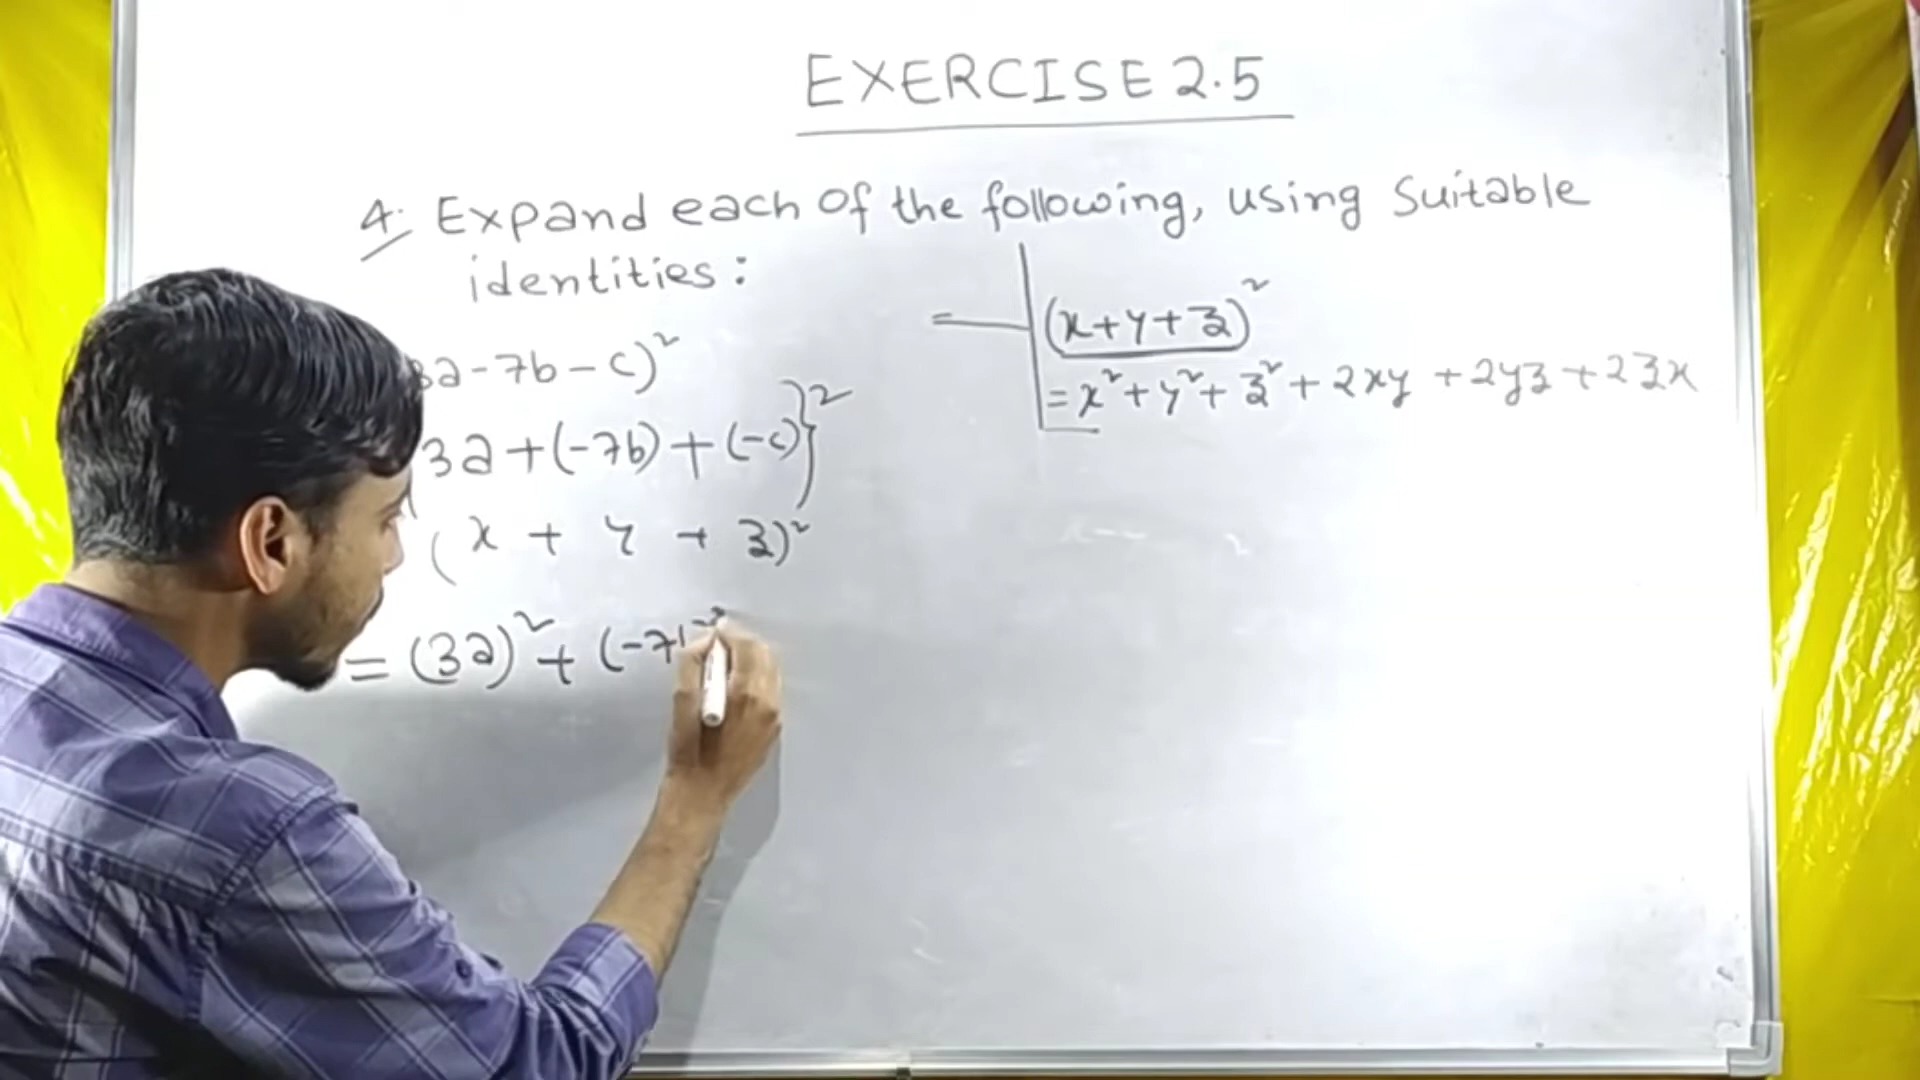 EXERCISE 2.5
4. Expand each of the following, using Suitable
identities:
(x+y+z)²
= x²+y²+z²+2xy+2yz+2zx
3a-7b-c)²
3a+(-7b)+(-c)}²
(x + y + z)²
= (3a)²+(-7